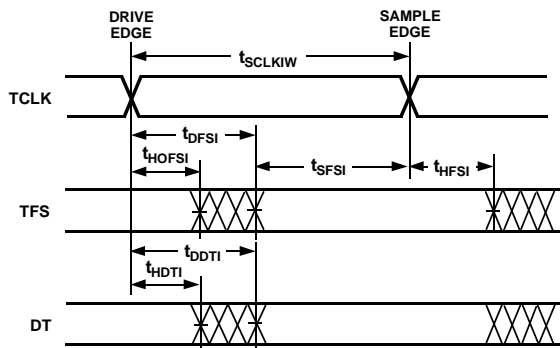 DRIVE
EDGE
SAMPLE
EDGE
tSCLKIW
TCLK
tDFSI
tHOFSI
tSFSI
tHFSI
TFS
tDDTI
tHDTI
DT